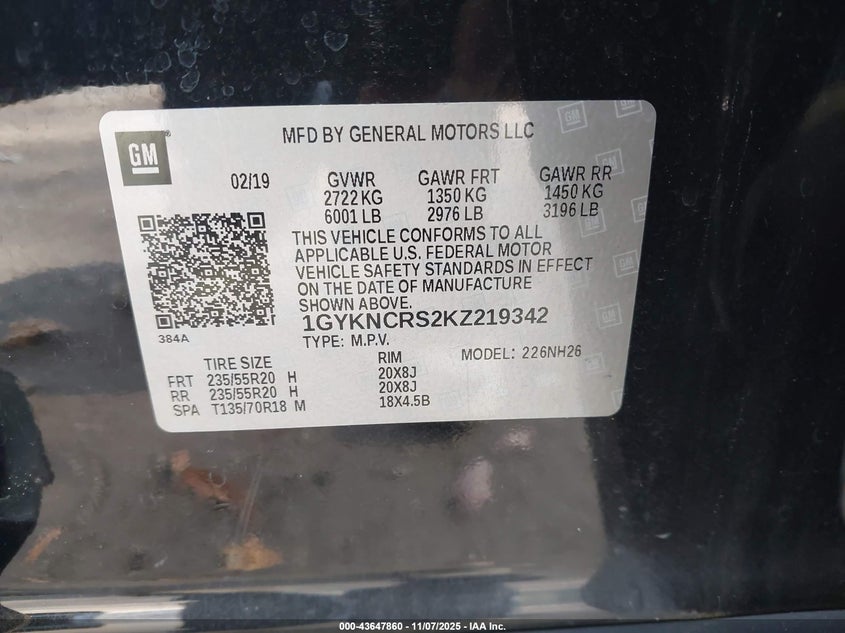 GM
MFD BY GENERAL MOTORS LLC
02/19 GVWR GAWR FRT GAWR RR
2722 KG 1350 KG 1450 KG
6001 LB 2976 LB 3196 LB
THIS VEHICLE CONFORMS TO ALL
APPLICABLE U.S. FEDERAL MOTOR
VEHICLE SAFETY STANDARDS IN EFFECT
ON THE DATE OF MANUFACTURE
SHOWN ABOVE.
1GYKNCRS2KZ219342
384A
TYPE: M.P.V. MODEL: 226NH26
TIRE SIZE RIM
FRT 235/55R20 H 20X8J
RR 235/55R20 H 20X8J
SPA T135/70R18 M 18X4.5B
000-43647860 - 11/07/2025 - IAA Inc.